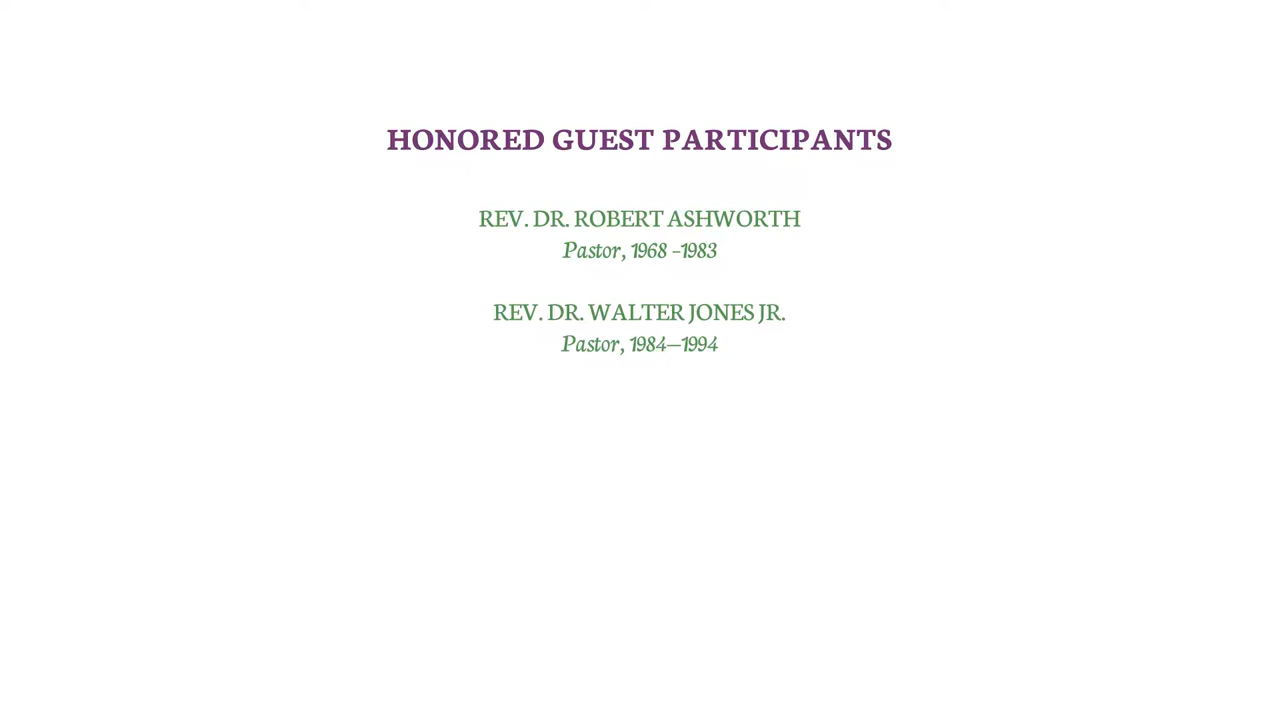 HONORED GUEST PARTICIPANTS
REV. DR. ROBERT ASHWORTH
Pastor, 1968 -1983
REV. DR. WALTER JONES JR.
Pastor, 1984—1994